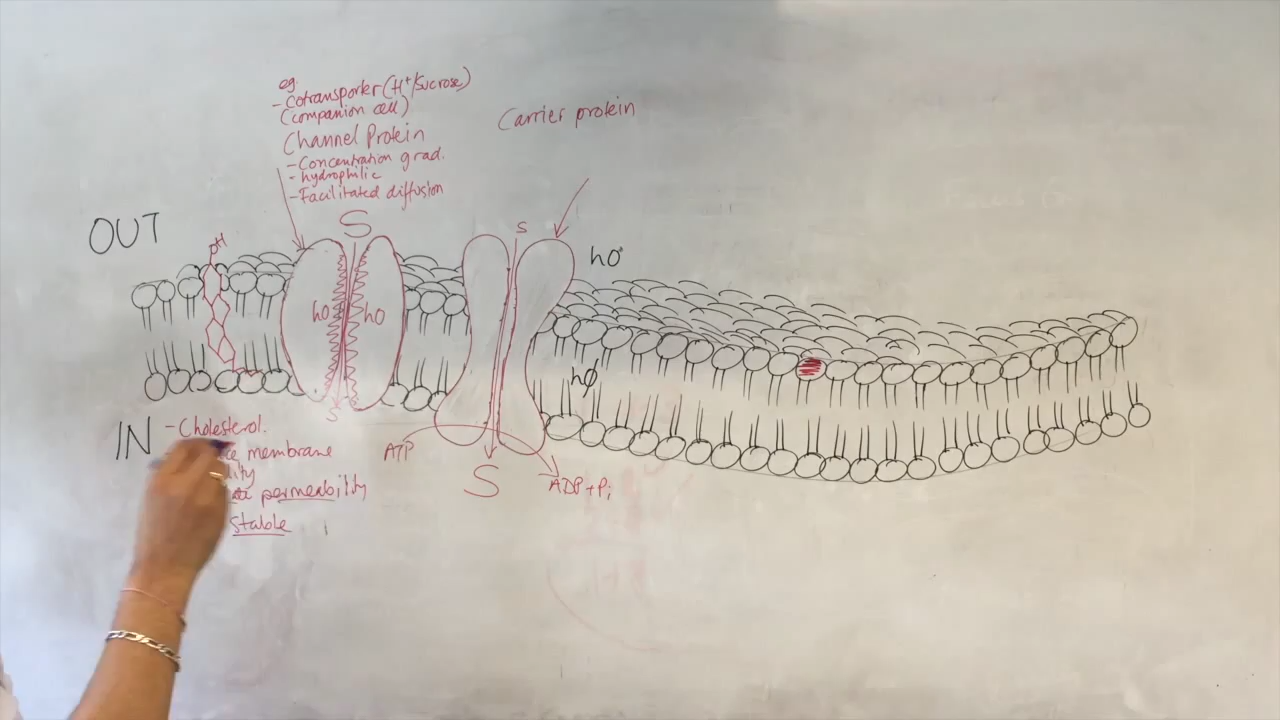 eg.
- Cotransporter (H⁺/Sucrose)
(companion cell)
Channel Protein
- Concentration grad.
- hydrophilic
- Facilitated diffusion
Carrier protein
OUT
OH
S
S
hO
hO
hO
hO
S
IN
- Cholesterol.
membrane
permeability
stable
ATP
S
ADP + Pi